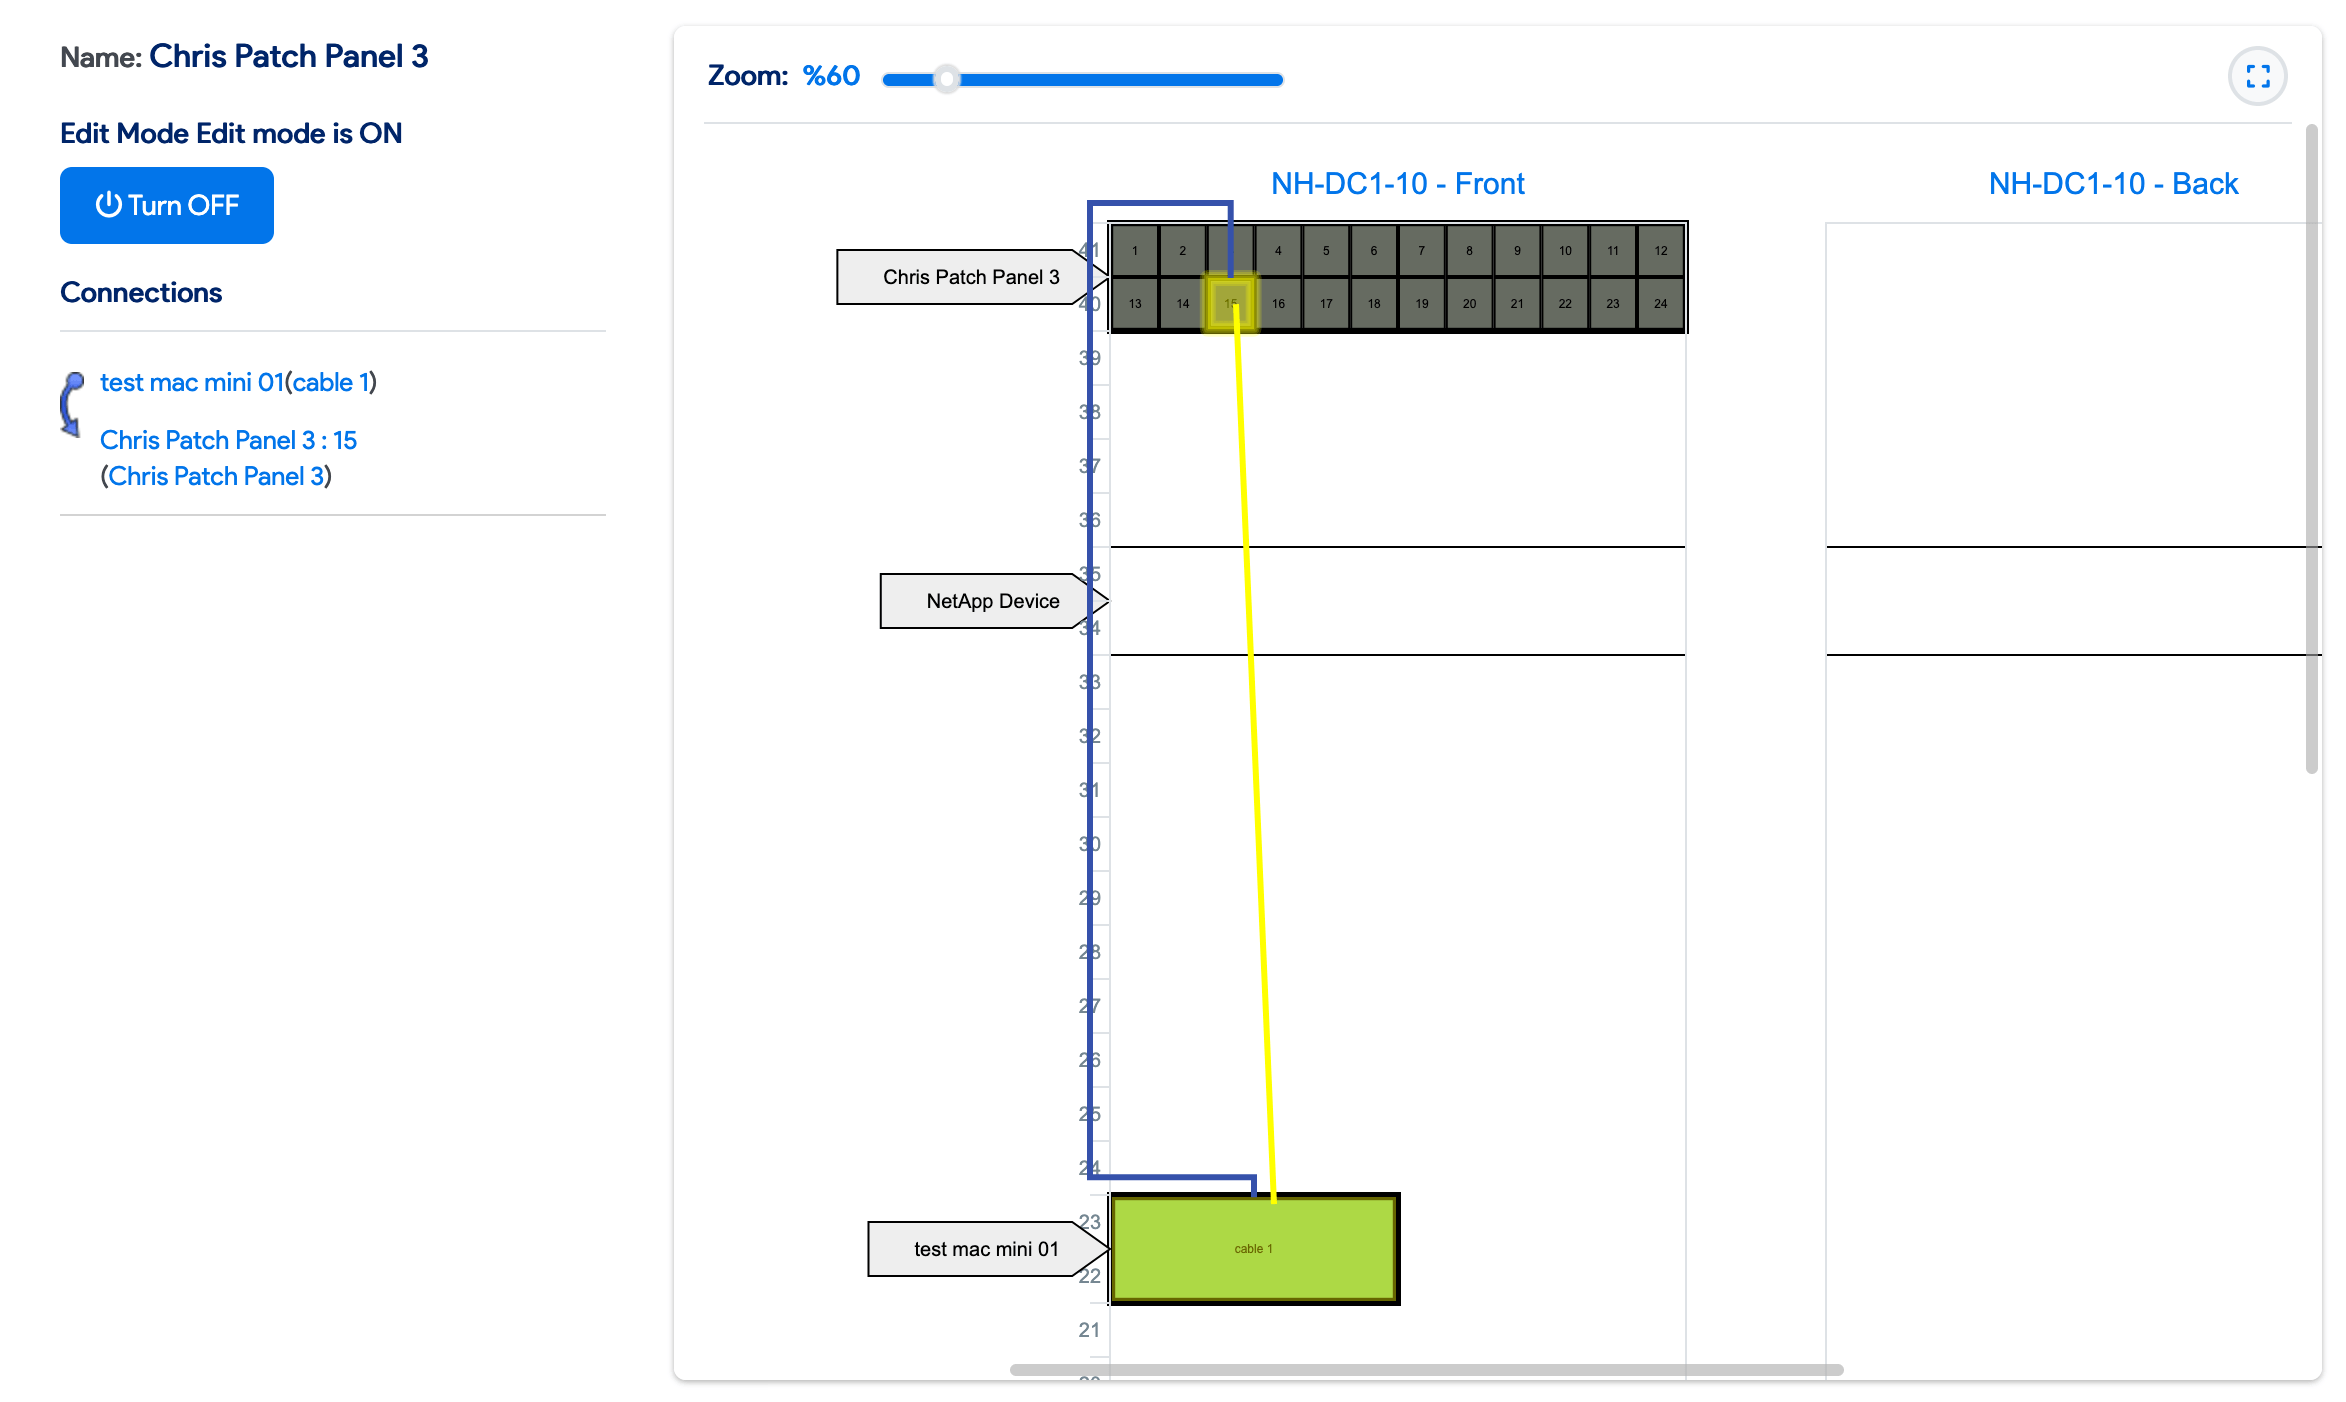 Name: Chris Patch Panel 3
Edit Mode Edit mode is ON
Turn OFF
Connections
test mac mini 01(cable 1)
Chris Patch Panel 3 : 15
(Chris Patch Panel 3)
Zoom: %60
NH-DC1-10 - Front
NH-DC1-10 - Back
Chris Patch Panel 3
41
1 2 4 5 6 7 8 9 10 11 12
40
13 14 15 16 17 18 19 20 21 22 23 24
39
38
37
36
35
NetApp Device
34
33
32
31
30
29
28
27
26
25
24
23
test mac mini 01
cable 1
22
21